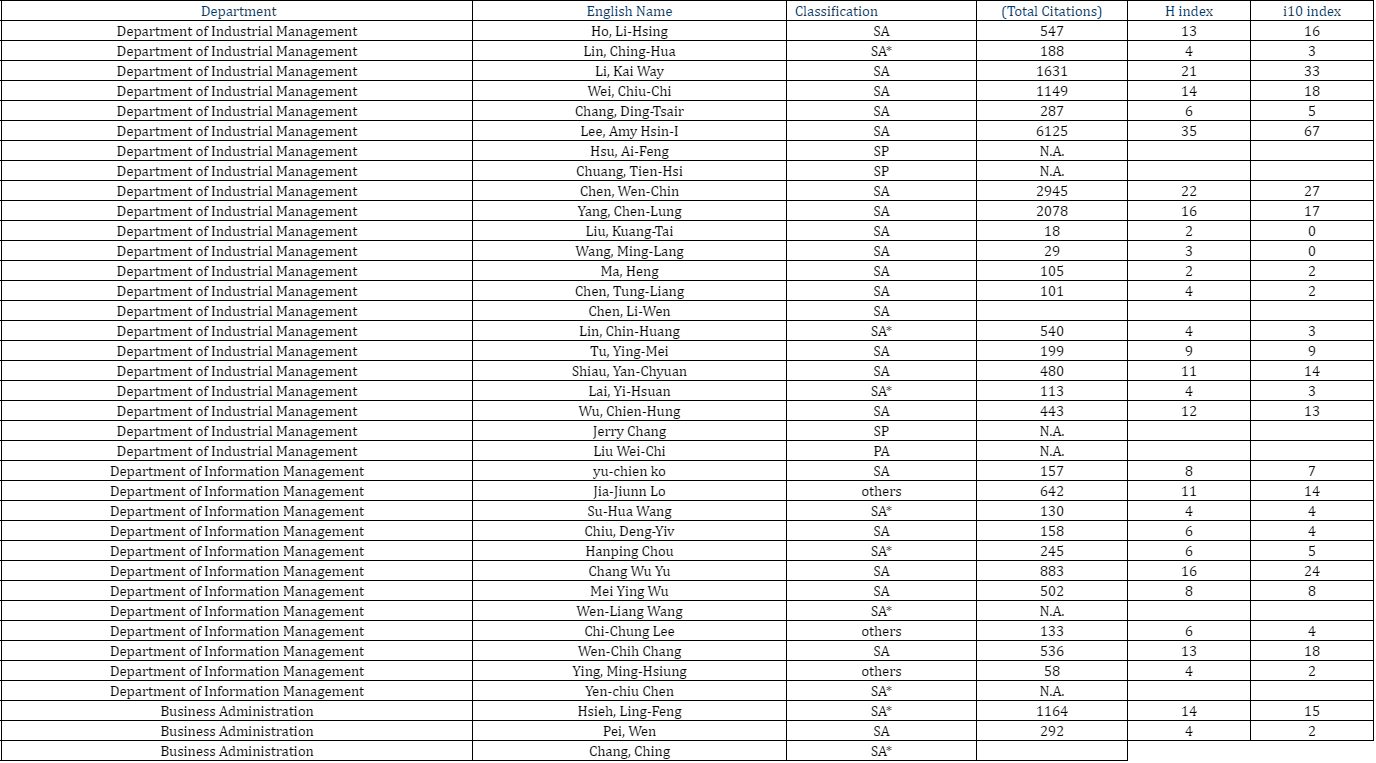 Department English Name Classification (Total Citations) H index i10 index
Department of Industrial Management Ho, Li-Hsing SA 547 13 16
Department of Industrial Management Lin, Ching-Hua SA* 188 4 3
Department of Industrial Management Li, Kai Way SA 1631 21 33
Department of Industrial Management Wei, Chiu-Chi SA 1149 14 18
Department of Industrial Management Chang, Ding-Tsair SA 287 6 5
Department of Industrial Management Lee, Amy Hsin-I SA 6125 35 67
Department of Industrial Management Hsu, Ai-Feng SP N.A.
Department of Industrial Management Chuang, Tien-Hsi SP N.A.
Department of Industrial Management Chen, Wen-Chin SA 2945 22 27
Department of Industrial Management Yang, Chen-Lung SA 2078 16 17
Department of Industrial Management Liu, Kuang-Tai SA 18 2 0
Department of Industrial Management Wang, Ming-Lang SA 29 3 0
Department of Industrial Management Ma, Heng SA 105 2 2
Department of Industrial Management Chen, Tung-Liang SA 101 4 2
Department of Industrial Management Chen, Li-Wen SA
Department of Industrial Management Lin, Chin-Huang SA* 540 4 3
Department of Industrial Management Tu, Ying-Mei SA 199 9 9
Department of Industrial Management Shiau, Yan-Chyuan SA 480 11 14
Department of Industrial Management Lai, Yi-Hsuan SA* 113 4 3
Department of Industrial Management Wu, Chien-Hung SA 443 12 13
Department of Industrial Management Jerry Chang SP N.A.
Department of Industrial Management Liu Wei-Chi PA N.A.
Department of Information Management yu-chien ko SA 157 8 7
Department of Information Management Jia-Jiunn Lo others 642 11 14
Department of Information Management Su-Hua Wang SA* 130 4 4
Department of Information Management Chiu, Deng-Yiv SA 158 6 4
Department of Information Management Hanping Chou SA* 245 6 5
Department of Information Management Chang Wu Yu SA 883 16 24
Department of Information Management Mei Ying Wu SA 502 8 8
Department of Information Management Wen-Liang Wang SA* N.A.
Department of Information Management Chi-Chung Lee others 133 6 4
Department of Information Management Wen-Chih Chang SA 536 13 18
Department of Information Management Ying, Ming-Hsiung others 58 4 2
Department of Information Management Yen-chiu Chen SA* N.A.
Business Administration Hsieh, Ling-Feng SA* 1164 14 15
Business Administration Pei, Wen SA 292 4 2
Business Administration Chang, Ching SA*